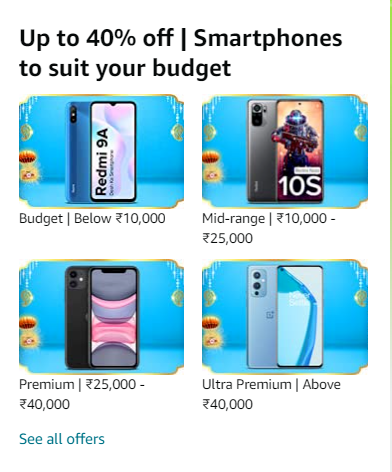 Up to 40% off | Smartphones
to suit your budget
Redmi 9A
10S
Budget | Below ₹10,000
Mid-range | ₹10,000 -
₹25,000
Premium | ₹25,000 -
₹40,000
Ultra Premium | Above
₹40,000
See all offers